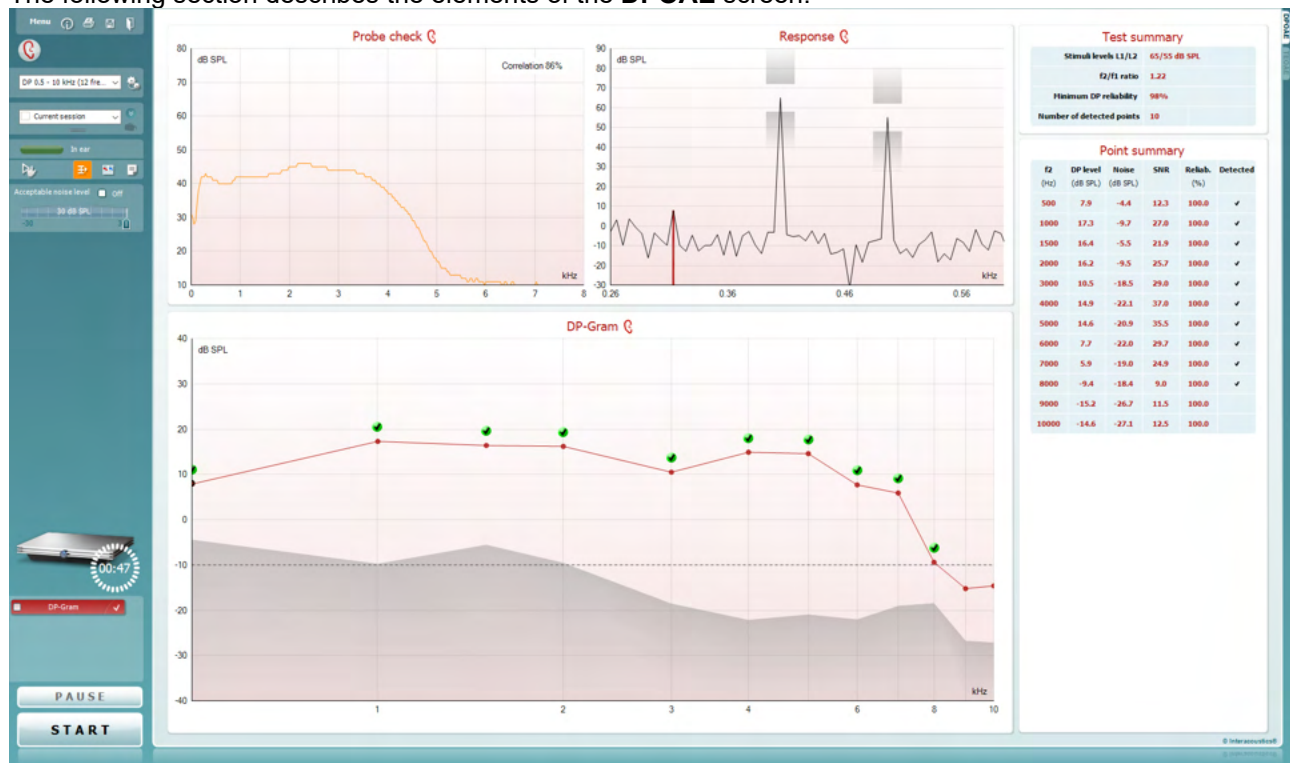 The following section describes the elements of the DPOAE screen.
Menu
DP 0.5 - 10 kHz (12 fre...
Current session
In ear
Acceptable noise level Off
30 dB SPL
-30 30
00:47
DP-Gram
PAUSE
START
Probe check
dB SPL
Correlation 86%
80
70
60
50
40
30
20
10
0 1 2 3 4 5 6 7 8
kHz
Response
dB SPL
90
80
70
60
50
40
30
20
10
0
-10
-20
-30
0.26 0.36 0.46 0.56
kHz
DP-Gram
dB SPL
40
30
20
10
0
-10
-20
-30
-40
1 2 3 4 6 8 10
kHz
Test summary
Stimuli levels L1/L2 65/55 dB SPL
f2/f1 ratio 1.22
Minimum DP reliability 98%
Number of detected points 10
Point summary
f2 DP level Noise SNR Reliab. Detected
(Hz) (dB SPL) (dB SPL) (%)
500 7.9 -4.4 12.3 100.0 ✓
1000 17.3 -9.7 27.0 100.0 ✓
1500 16.4 -5.5 21.9 100.0 ✓
2000 16.2 -9.5 25.7 100.0 ✓
3000 10.5 -18.5 29.0 100.0 ✓
4000 14.9 -22.1 37.0 100.0 ✓
5000 14.6 -20.9 35.5 100.0 ✓
6000 7.7 -22.0 29.7 100.0 ✓
7000 5.9 -19.0 24.9 100.0 ✓
8000 -9.4 -18.4 9.0 100.0 ✓
9000 -15.2 -26.7 11.5 100.0
10000 -14.6 -27.1 12.5 100.0
DPOAE
© Interacoustics®